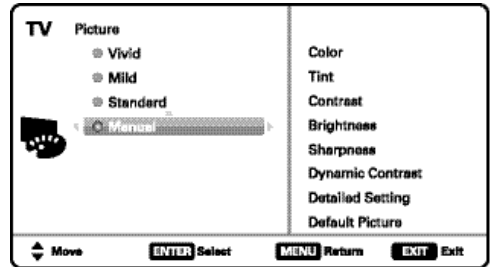 TV
Picture
Vivid
Mild
Standard
Manual
Color
Tint
Contrast
Brightness
Sharpness
Dynamic Contrast
Detailed Setting
Default Picture
Move ENTER Select MENU Return EXIT Exit